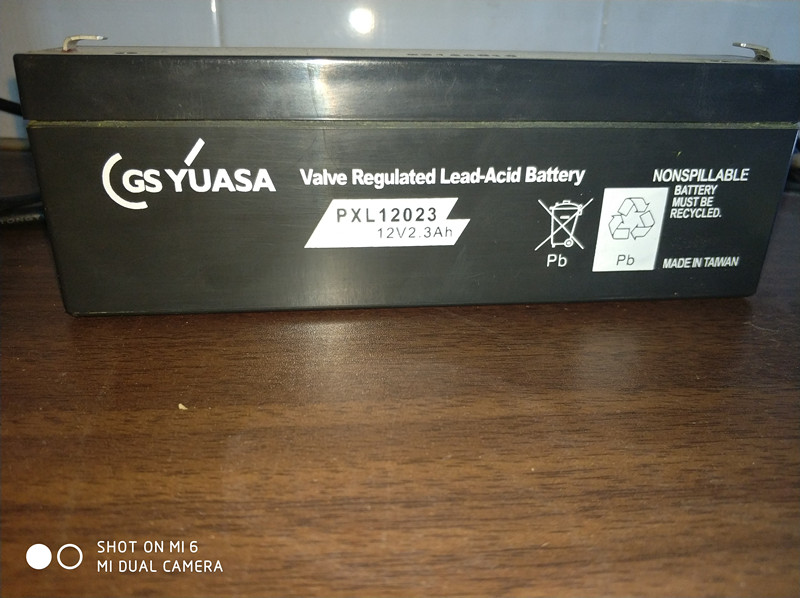 GS YUASA
Valve Regulated Lead-Acid Battery
PXL12023
12V2.3Ah
Pb
Pb
NONSPILLABLE
BATTERY
MUST BE
RECYCLED.
MADE IN TAIWAN
SHOT ON MI 6
MI DUAL CAMERA